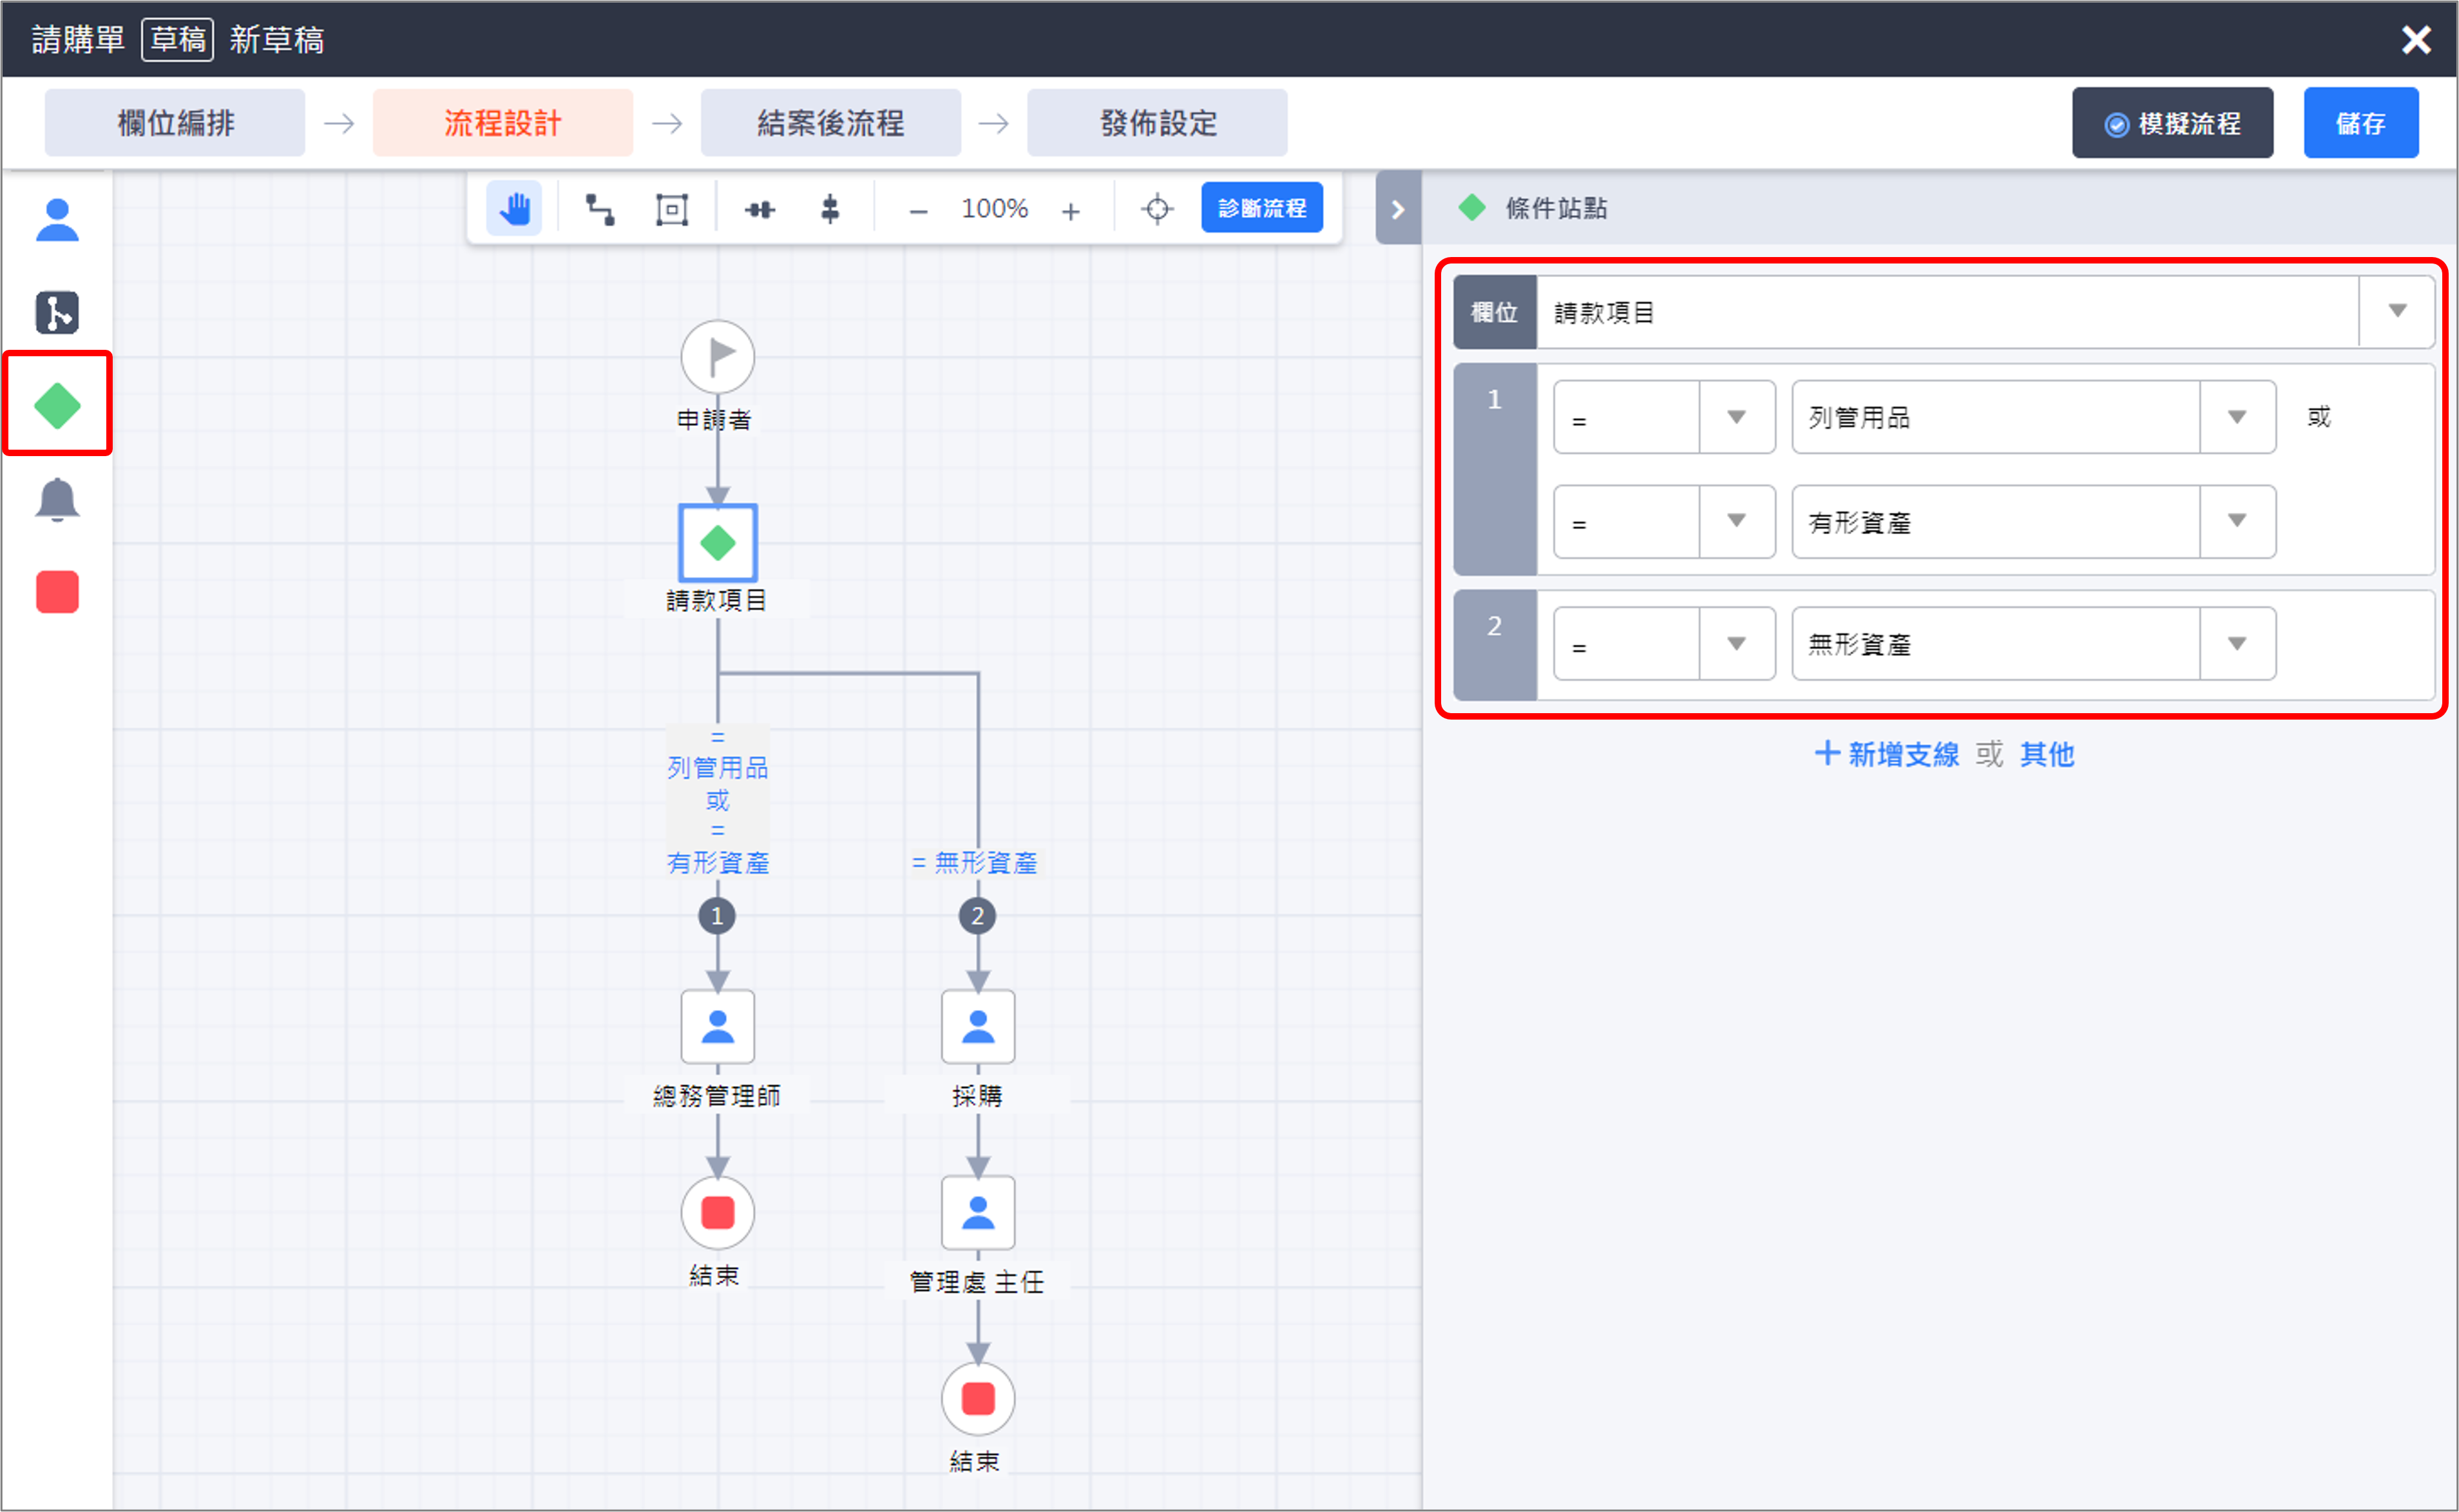 請購單 草稿 新草稿
欄位編排 → 流程設計 → 結案後流程 → 發佈設定 模擬流程 儲存
− 100% + 診斷流程
條件站點
欄位 請款項目
1 = 列管用品 或
= 有形資產
2 = 無形資產
+ 新增支線 或 其他
申請者
請款項目
=
列管用品
或
=
有形資產
= 無形資產
1
2
總務管理師
採購
結束
管理處 主任
結束